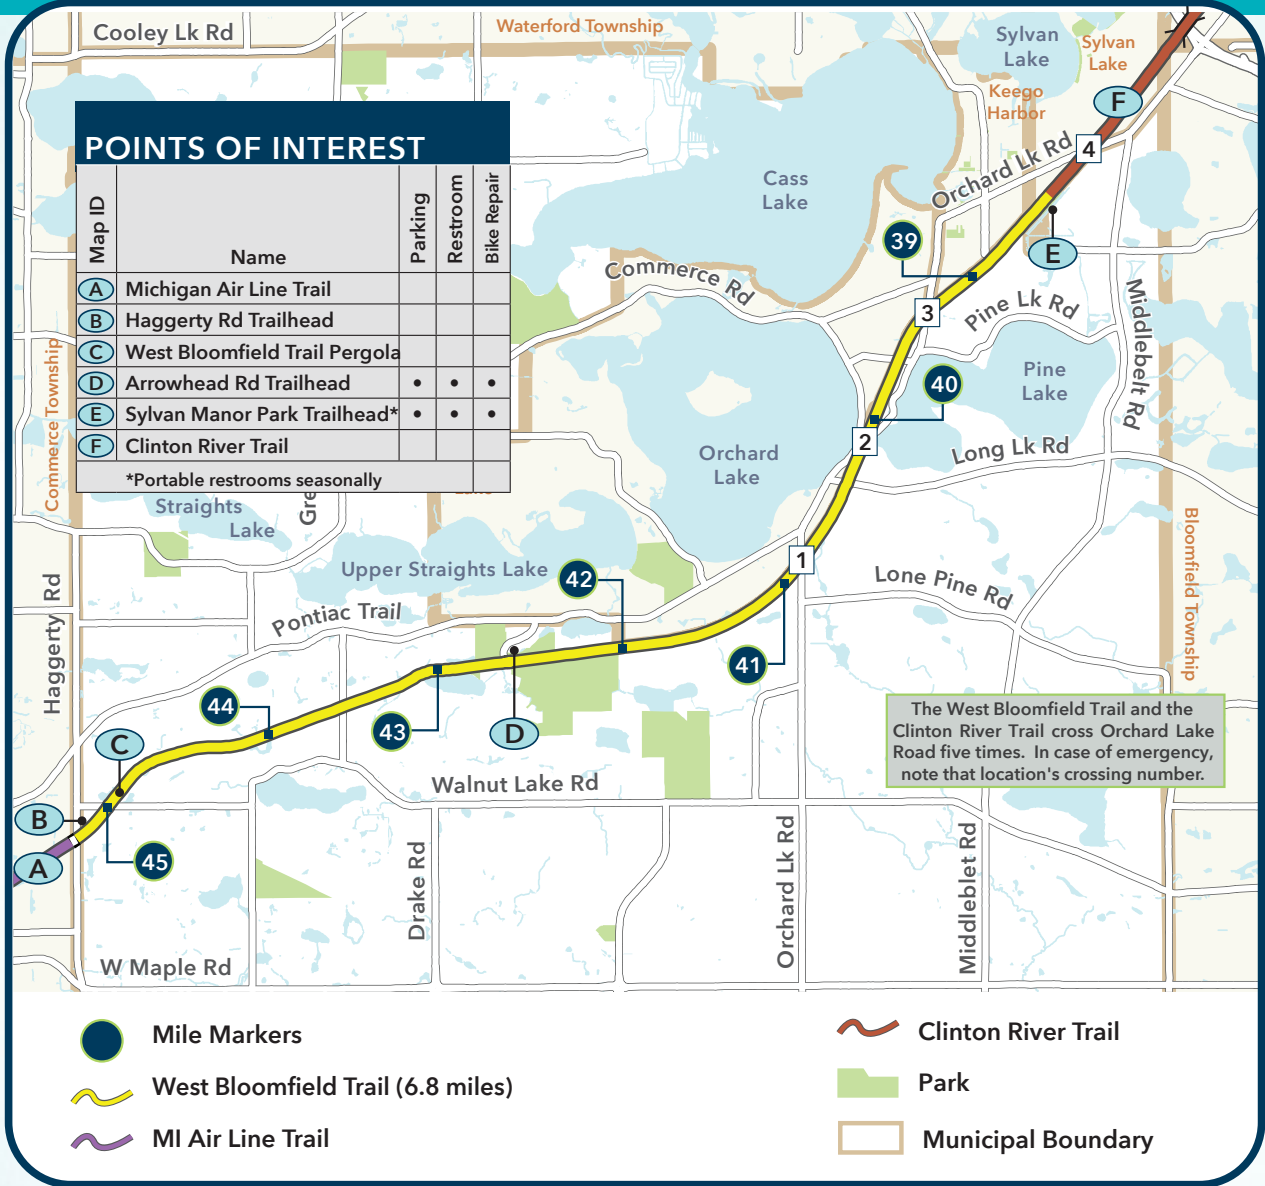 Cooley Lk Rd
Waterford Township
Sylvan
Lake
Sylvan
Lake
Keego
Harbor
F
4
Orchard Lk Rd
POINTS OF INTEREST
Map ID
Name
Parking
Restroom
Bike Repair
A Michigan Air Line Trail
B Haggerty Rd Trailhead
C West Bloomfield Trail Pergola
D Arrowhead Rd Trailhead • • •
E Sylvan Manor Park Trailhead* • • •
F Clinton River Trail
*Portable restrooms seasonally
Cass
Lake
39
E
Commerce Rd
3
Pine Lk Rd
Middlebelt Rd
40
Pine
Lake
Commerce Township
2
Orchard
Lake
Long Lk Rd
Straights
Lake
Gre
Bloomfield Township
1
Upper Straights Lake
42
Lone Pine Rd
Haggerty Rd
Pontiac Trail
41
44
43
D
C
The West Bloomfield Trail and the
Clinton River Trail cross Orchard Lake
Road five times. In case of emergency,
note that location's crossing number.
Walnut Lake Rd
B
A
45
Drake Rd
Orchard Lk Rd
Middleblet Rd
W Maple Rd
Mile Markers
West Bloomfield Trail (6.8 miles)
MI Air Line Trail
Clinton River Trail
Park
Municipal Boundary